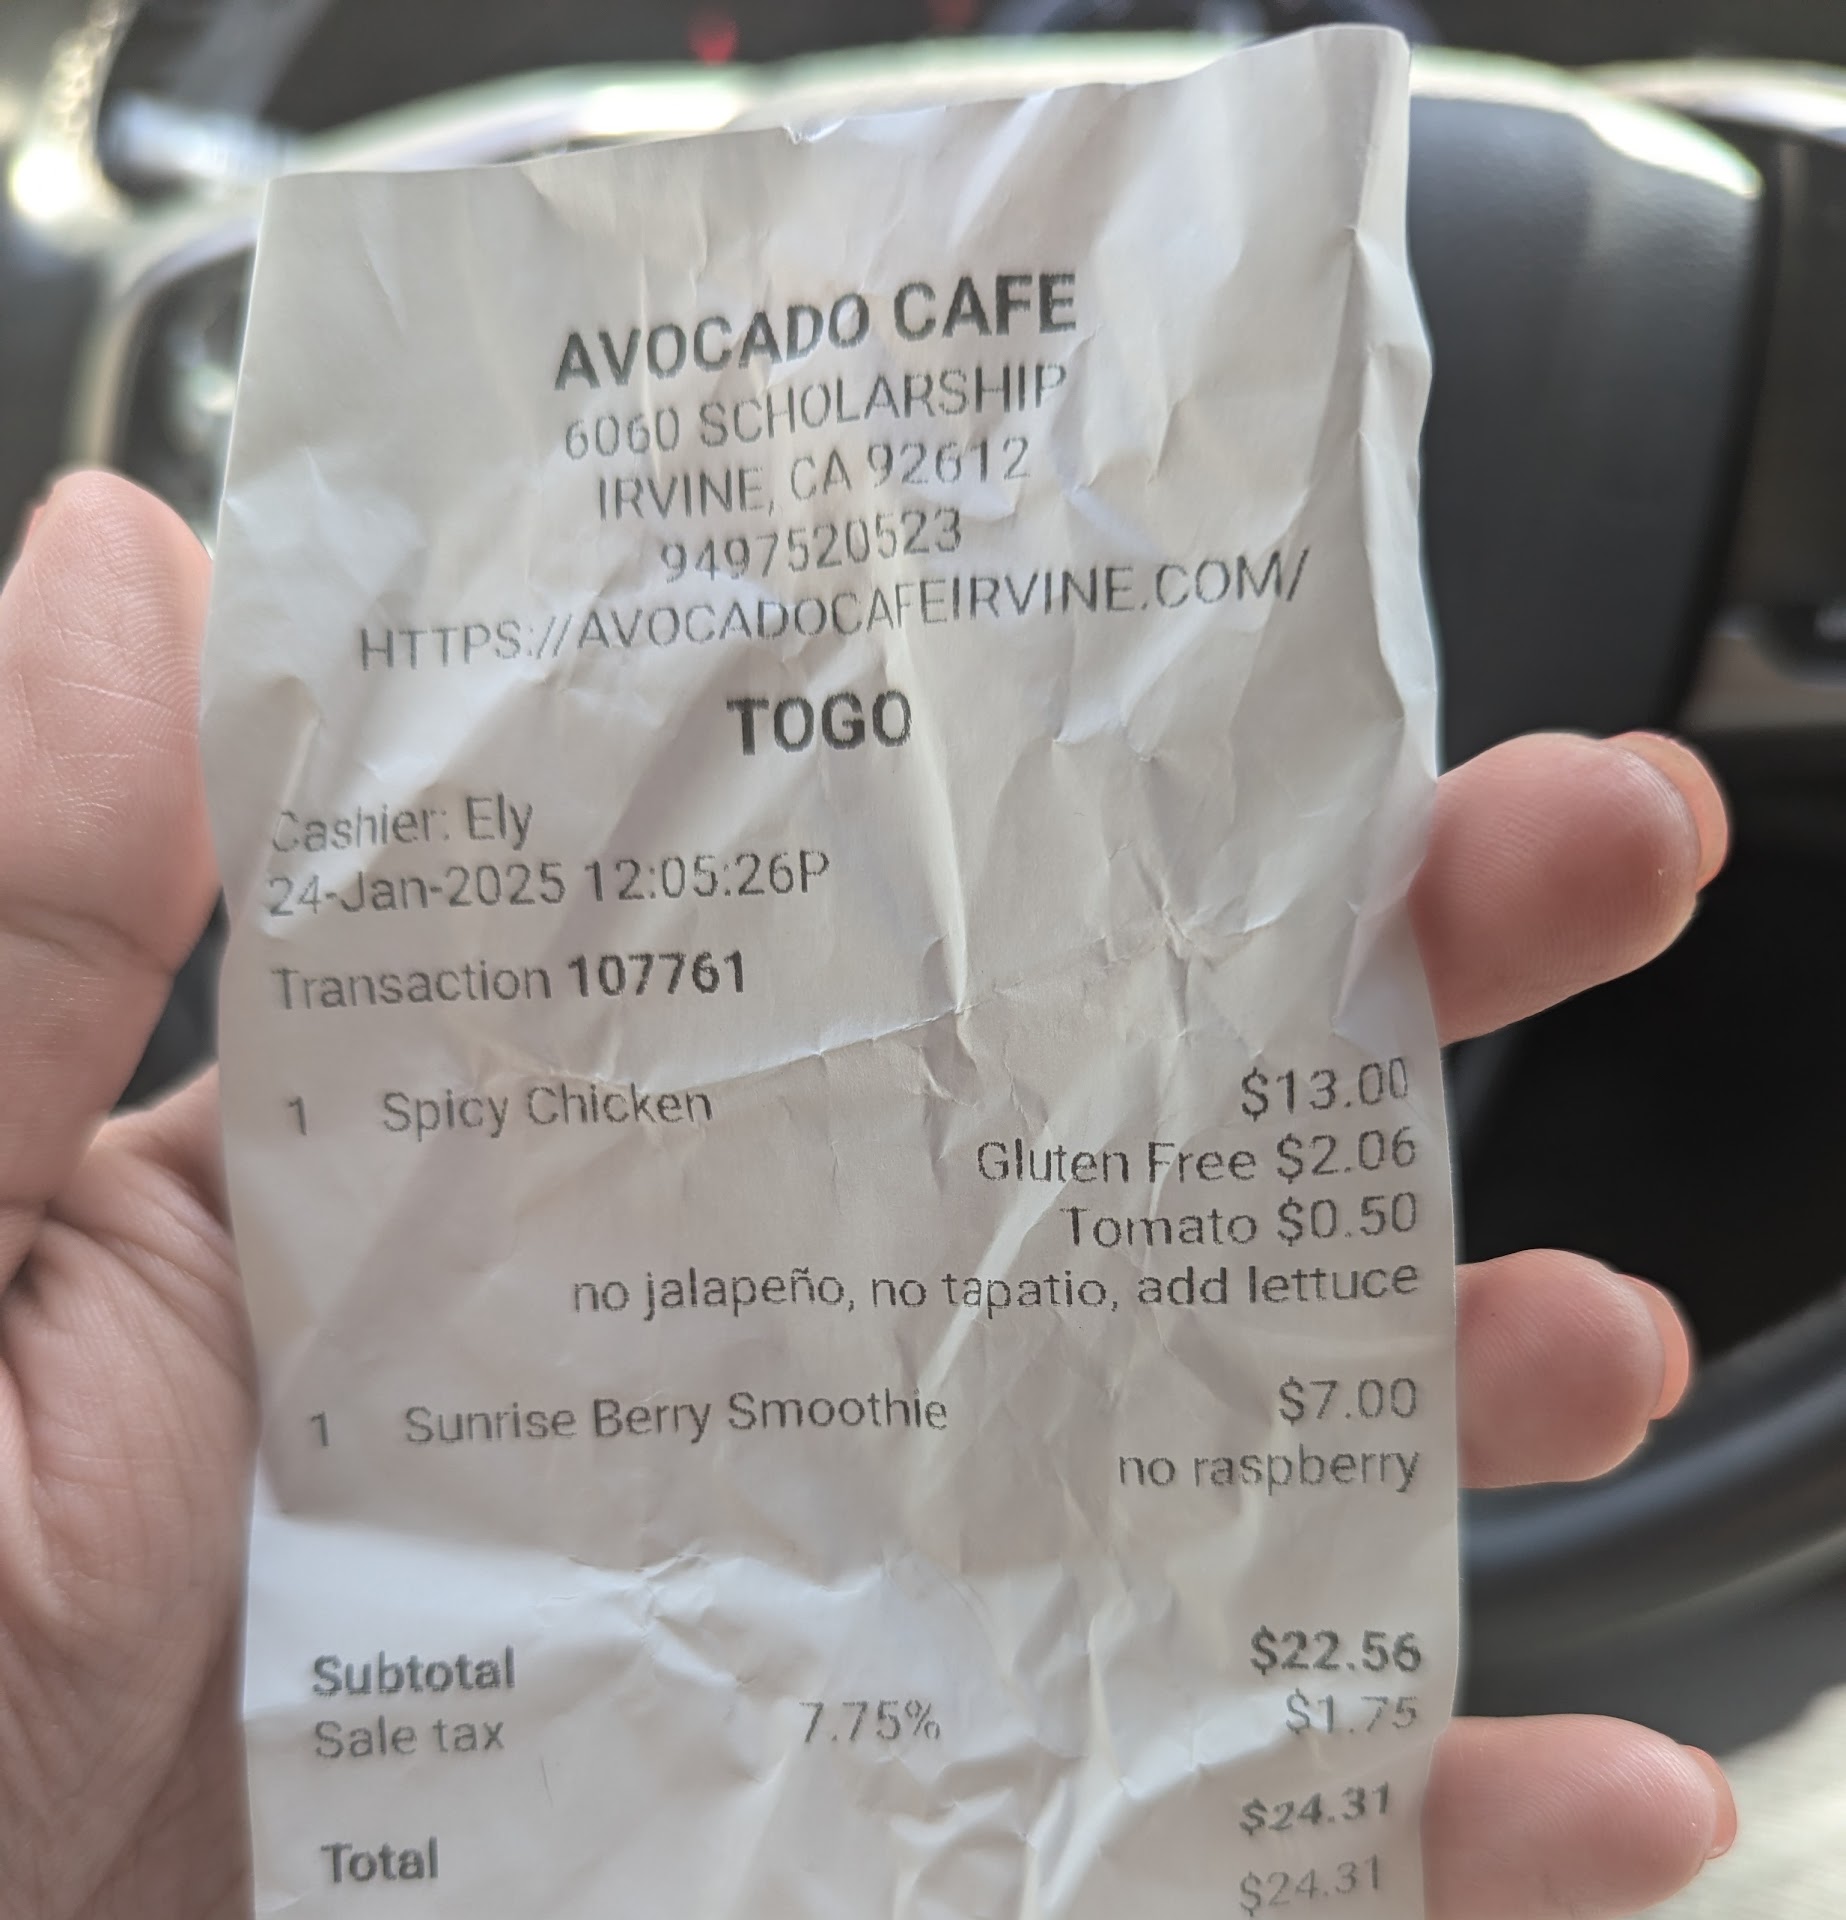 AVOCADO CAFE
6060 SCHOLARSHIP
IRVINE, CA 92612
9497520523
HTTPS://AVOCADOCAFEIRVINE.COM/
TOGO
Cashier: Ely
24-Jan-2025 12:05:26P
Transaction 107761
1 Spicy Chicken $13.00
Gluten Free $2.06
Tomato $0.50
no jalapeño, no tapatio, add lettuce
1 Sunrise Berry Smoothie $7.00
no raspberry
Subtotal $22.56
Sale tax 7.75% $1.75
Total $24.31
$24.31